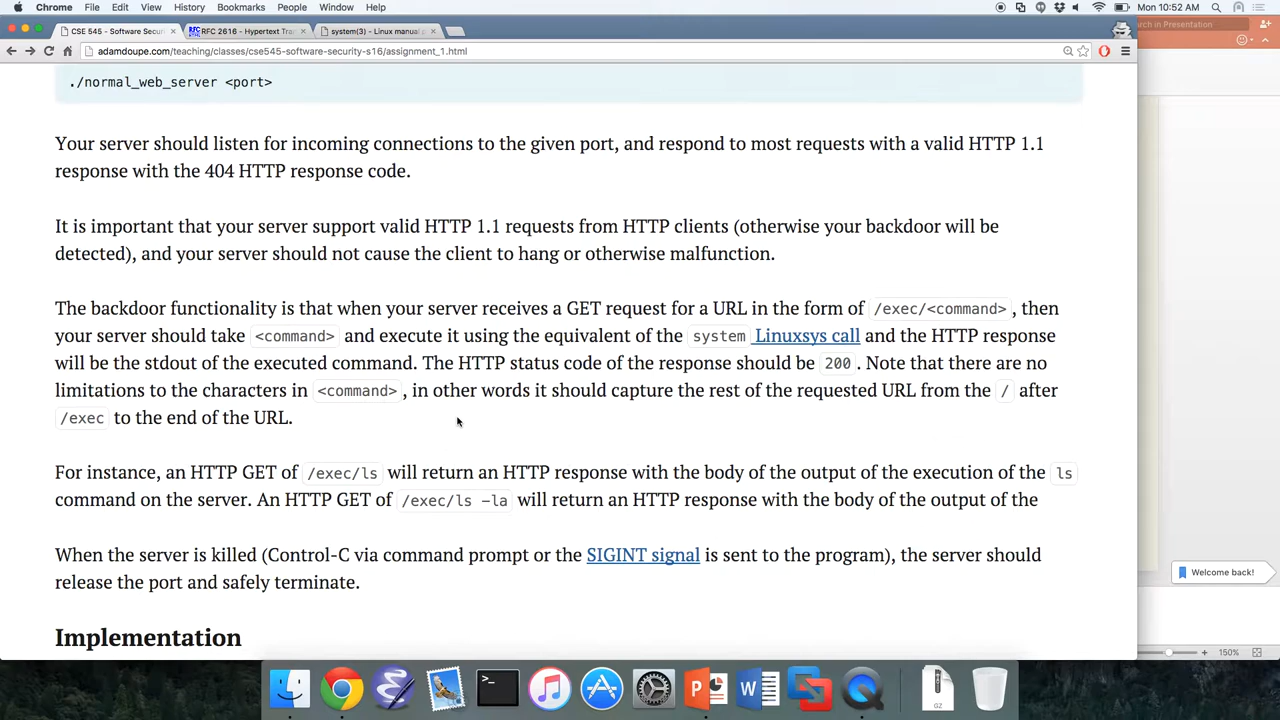 Chrome File Edit View History Bookmarks People Window Help Mon 10:52 AM
CSE 545 - Software Securi × RFC 2616 - Hypertext Tran × system(3) - Linux manual p ×
Search in Presentation
adamdoupe.com/teaching/classes/cse545-software-security-s16/assignment_1.html
./normal_web_server <port>
Your server should listen for incoming connections to the given port, and respond to most requests with a valid HTTP 1.1
response with the 404 HTTP response code.
It is important that your server support valid HTTP 1.1 requests from HTTP clients (otherwise your backdoor will be
detected), and your server should not cause the client to hang or otherwise malfunction.
The backdoor functionality is that when your server receives a GET request for a URL in the form of /exec/<command> , then
your server should take <command> and execute it using the equivalent of the system Linuxsys call and the HTTP response
will be the stdout of the executed command. The HTTP status code of the response should be 200 . Note that there are no
limitations to the characters in <command> , in other words it should capture the rest of the requested URL from the / after
/exec to the end of the URL.
For instance, an HTTP GET of /exec/ls will return an HTTP response with the body of the output of the execution of the ls
command on the server. An HTTP GET of /exec/ls -la will return an HTTP response with the body of the output of the
Welcome back!
When the server is killed (Control-C via command prompt or the SIGINT signal is sent to the program), the server should
release the port and safely terminate.
Implementation
150%